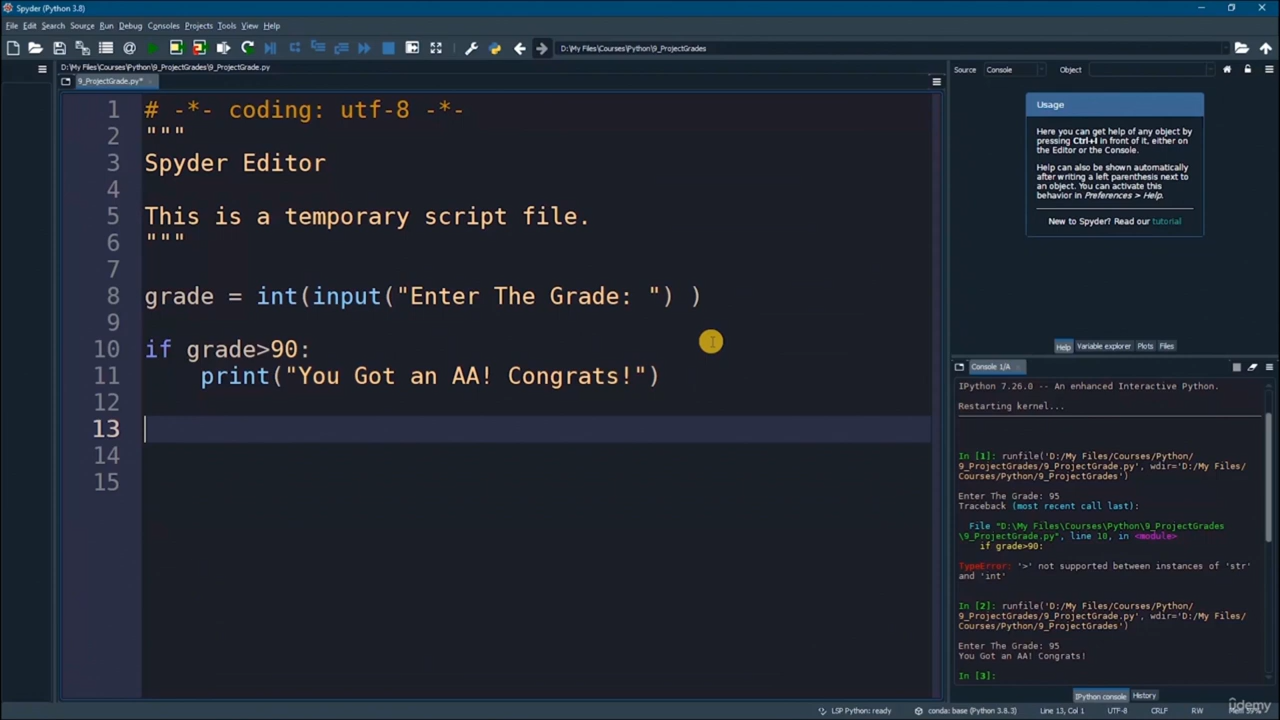 Spyder (Python 3.8)
File Edit Search Source Run Debug Consoles Projects Tools View Help
D:\My Files\Courses\Python\9_ProjectGrades
D:\My Files\Courses\Python\9_ProjectGrades\9_ProjectGrade.py
9_ProjectGrade.py*
1 # -*- coding: utf-8 -*-
2 """
3 Spyder Editor
4
5 This is a temporary script file.
6 """
7
8 grade = int(input("Enter The Grade: ") )
9
10 if grade>90:
11 print("You Got an AA! Congrats!")
12
13
14
15
Source Console Object
Usage
Here you can get help of any object by
pressing Ctrl+I in front of it, either on
the Editor or the Console.
Help can also be shown automatically
after writing a left parenthesis next to
an object. You can activate this
behavior in Preferences > Help.
New to Spyder? Read our tutorial
Help Variable explorer Plots Files
Console 1/A
IPython 7.26.0 -- An enhanced Interactive Python.
Restarting kernel...
In [1]: runfile('D:/My Files/Courses/Python/
9_ProjectGrades/9_ProjectGrade.py', wdir='D:/My Files/
Courses/Python/9_ProjectGrades')
Enter The Grade: 95
Traceback (most recent call last):
File "D:\My Files\Courses\Python\9_ProjectGrades
\9_ProjectGrade.py", line 10, in <module>
if grade>90:
TypeError: '>' not supported between instances of 'str'
and 'int'
In [2]: runfile('D:/My Files/Courses/Python/
9_ProjectGrades/9_ProjectGrade.py', wdir='D:/My Files/
Courses/Python/9_ProjectGrades')
Enter The Grade: 95
You Got an AA! Congrats!
In [3]:
IPython console History
LSP Python: ready conda: base (Python 3.8.3) Line 13, Col 1 UTF-8 CRLF RW Mem
udemy